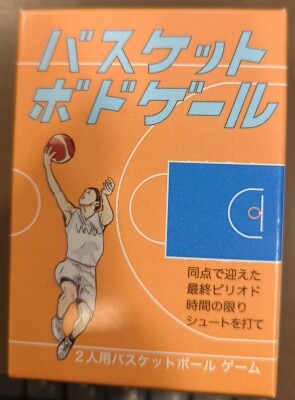 バスケット
ボドゲール
同点で迎えた
最終ピリオド
時間の限り
シュートを打て
2人用バスケットボール ゲーム